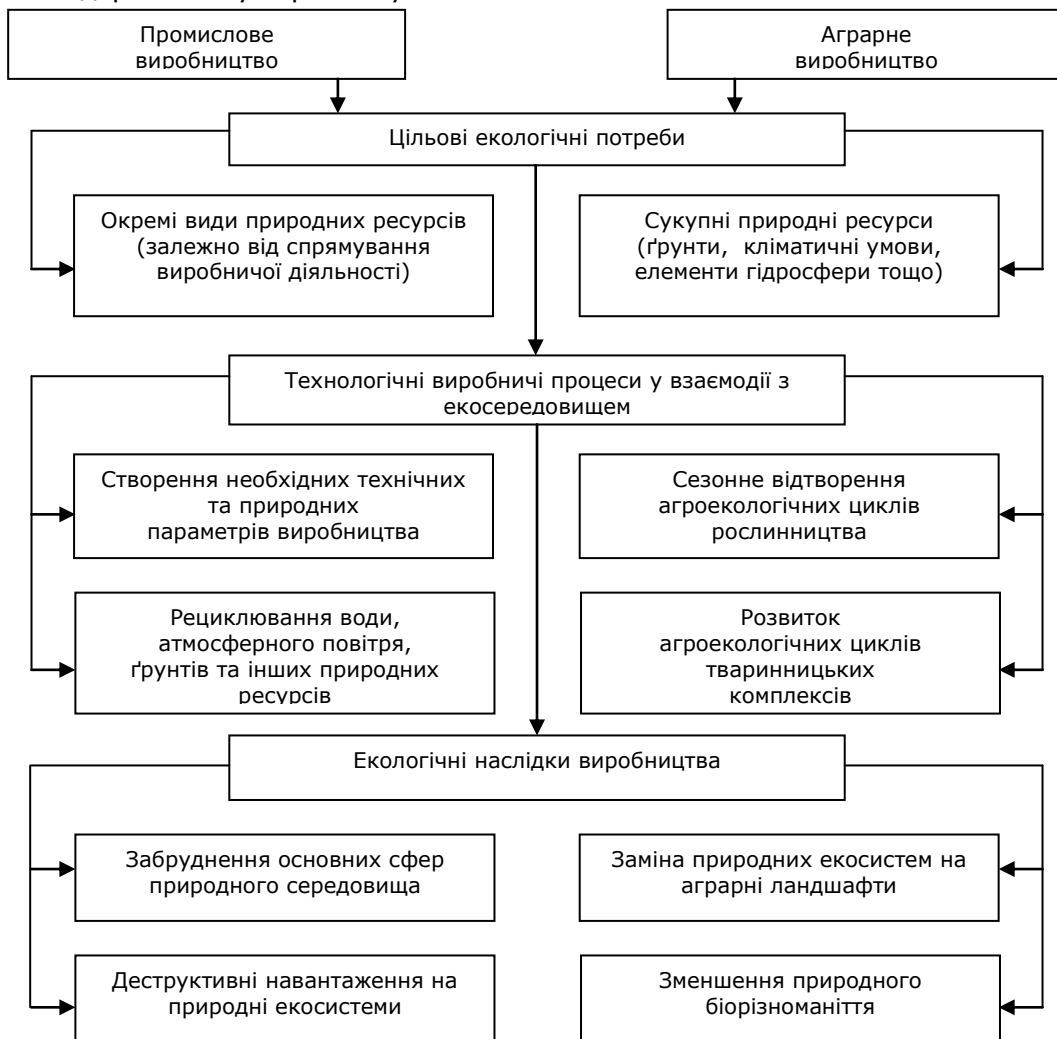 Промислове
виробництво
Аграрне
виробництво
Цільові екологічні потреби
Окремі види природних ресурсів
(залежно від спрямування
виробничої діяльності)
Сукупні природні ресурси
(ґрунти, кліматичні умови,
елементи гідросфери тощо)
Технологічні виробничі процеси у взаємодії з
екосередовищем
Створення необхідних технічних
та природних
параметрів виробництва
Сезонне відтворення
агроекологічних циклів
рослинництва
Рециклювання води,
атмосферного повітря,
ґрунтів та інших природних
ресурсів
Розвиток
агроекологічних циклів
тваринницьких
комплексів
Екологічні наслідки виробництва
Забруднення основних сфер
природного середовища
Заміна природних екосистем на
аграрні ландшафти
Деструктивні навантаження на
природні екосистеми
Зменшення природного
біорізноманіття